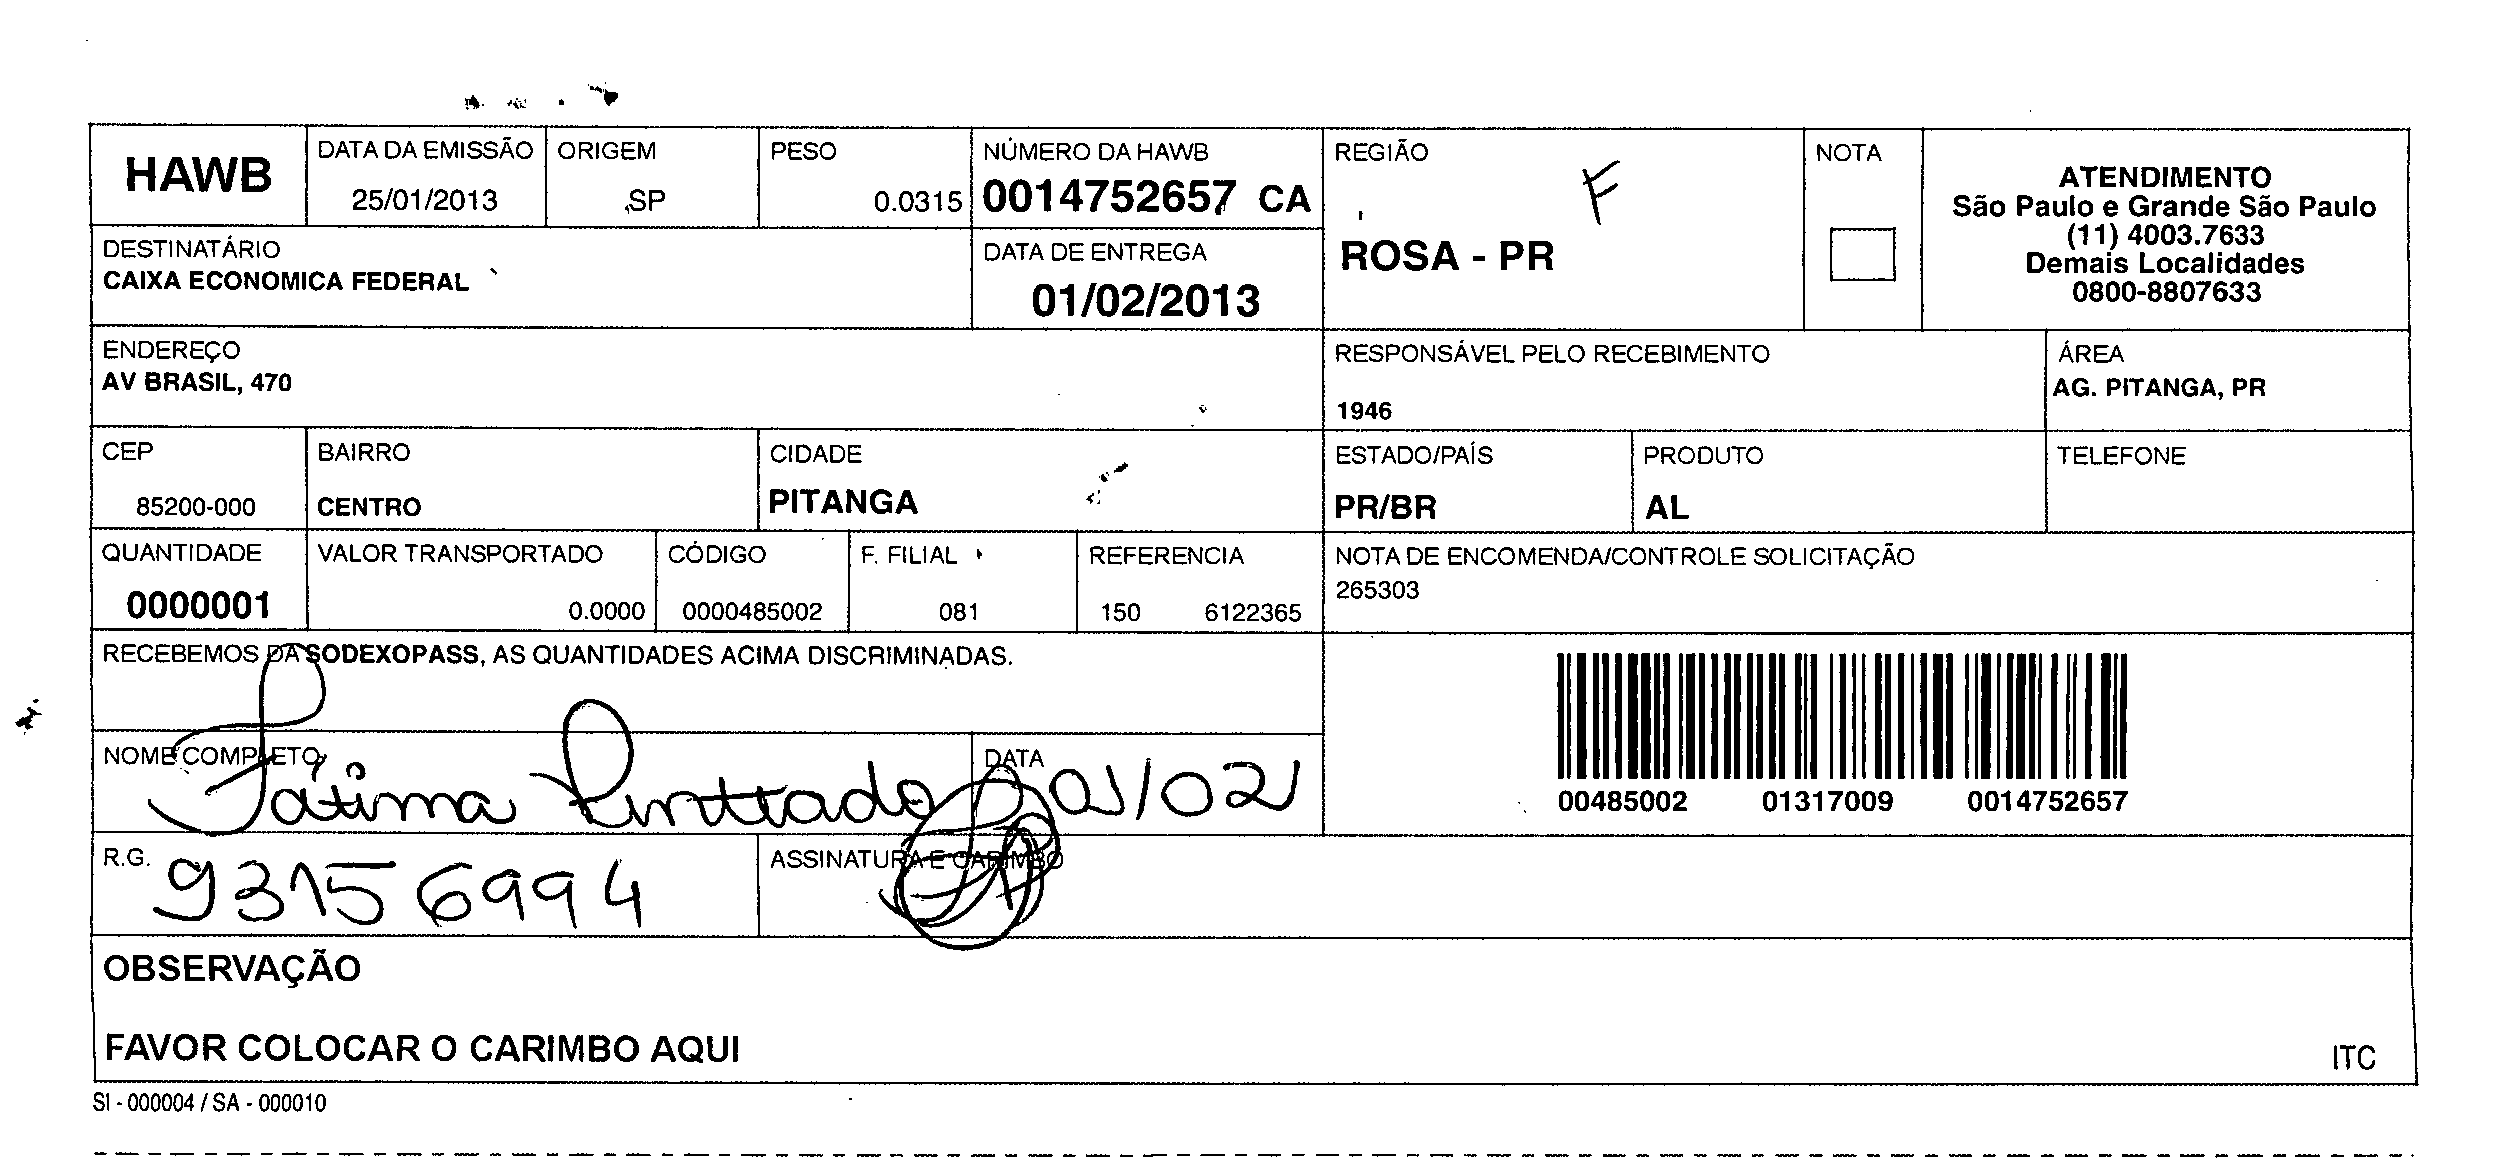 HAWB
DATA DA EMISSÃO
25/01/2013
ORIGEM
SP
PESO
0.0315
NÚMERO DA HAWB
0014752657 CA
REGIÃO
F
ROSA - PR
NOTA
ATENDIMENTO
São Paulo e Grande São Paulo
(11) 4003.7633
Demais Localidades
0800-8807633
DESTINATÁRIO
CAIXA ECONOMICA FEDERAL
DATA DE ENTREGA
01/02/2013
ENDEREÇO
AV BRASIL, 470
RESPONSÁVEL PELO RECEBIMENTO
1946
ÁREA
AG. PITANGA, PR
CEP
85200-000
BAIRRO
CENTRO
CIDADE
PITANGA
ESTADO/PAÍS
PR/BR
PRODUTO
AL
TELEFONE
QUANTIDADE
0000001
VALOR TRANSPORTADO
0.0000
CÓDIGO
0000485002
F. FILIAL
081
REFERENCIA
150 6122365
NOTA DE ENCOMENDA/CONTROLE SOLICITAÇÃO
265303
RECEBEMOS DA SODEXOPASS, AS QUANTIDADES ACIMA DISCRIMINADAS.
NOME COMPLETO
Fátima
DATA
01/02
00485002 01317009 0014752657
R.G.
93156994
ASSINATURA E CARIMBO
OBSERVAÇÃO
FAVOR COLOCAR O CARIMBO AQUI
ITC
SI - 000004 / SA - 000010